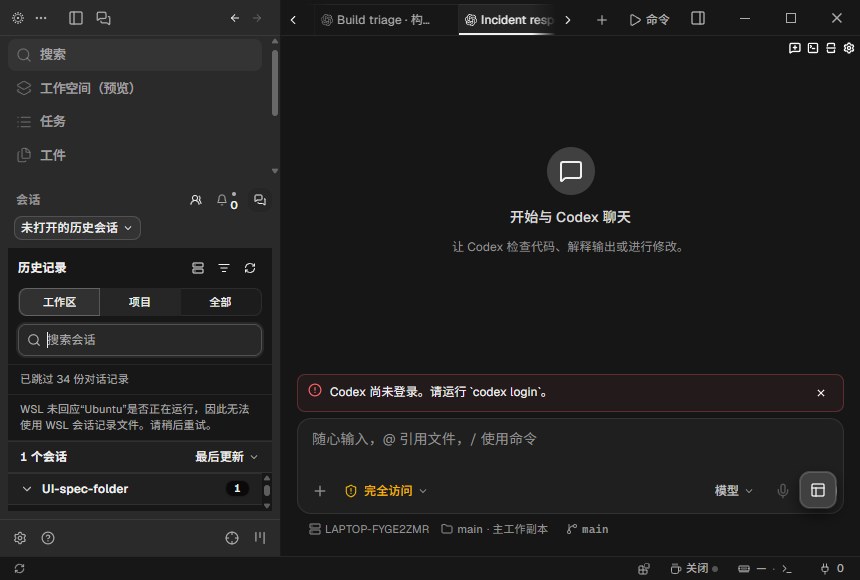 Build triage · 构...
Incident resp
命令
搜索
工作空间（预览）
任务
工件
会话
0
未打开的历史会话
历史记录
工作区
项目
全部
搜索会话
已跳过 34 份对话记录
WSL 未回应“Ubuntu”是否正在运行，因此无法
使用 WSL 会话记录文件。请稍后重试。
1 个会话
最后更新
UI-spec-folder
1
开始与 Codex 聊天
让 Codex 检查代码、解释输出或进行修改。
Codex 尚未登录。请运行 `codex login`。
随心输入，@ 引用文件，/ 使用命令
完全访问
模型
LAPTOP-FYGE2ZMR
main · 主工作副本
main
关闭
0